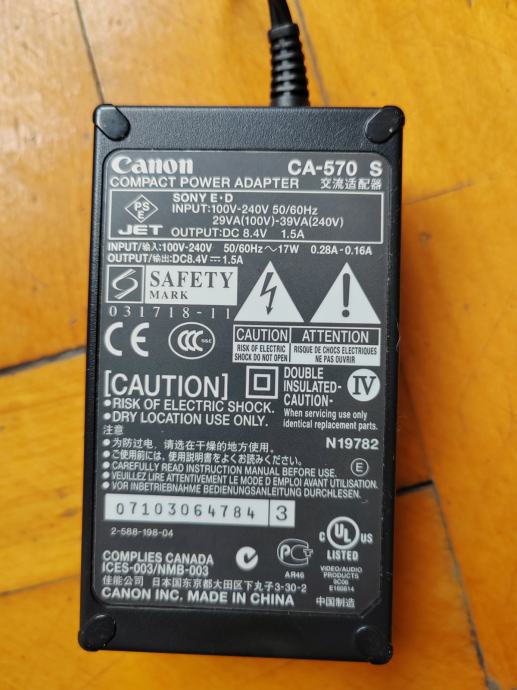 Canon
CA-570 S
COMPACT POWER ADAPTER 交流适配器
PS
E
JET
SONY E·D
INPUT:100V-240V 50/60Hz
29VA(100V)-39VA(240V)
OUTPUT:DC 8.4V 1.5A
INPUT/输入:100V-240V 50/60Hz～17W 0.28A-0.16A
OUTPUT/输出:DC8.4V ⎓ 1.5A
S SAFETY
MARK
031718-11
CE CCC S&E
CAUTION
RISK OF ELECTRIC
SHOCK DO NOT OPEN
ATTENTION
RISQUE DE CHOCS ELECTRIQUES
NE PAS OUVRIR
[CAUTION]
•RISK OF ELECTRIC SHOCK.
•DRY LOCATION USE ONLY.
DOUBLE
INSULATED-
-CAUTION-
When servicing use only
identical replacement parts.
IV
N19782
注意
•为防过电，请选在干燥的地方使用。
•ご使用前には、使用説明書をよくお読みください。
•CAREFULLY READ INSTRUCTION MANUAL BEFORE USE.
•VEUILLEZ LIRE ATTENTIVEMENT LE MODE D EMPLOI AVANT UTILISATION.
•VOR INBETRIEBNAHME BEDIENUNGSANLEITUNG DURCHLESEN.
E
07103064784 3
2-588-198-04
COMPLIES CANADA
ICES-003/NMB-003
PCT
AR46
c UL us
LISTED
VIDEO/AUDIO
PRODUCTS
9C06
E160814
佳能公司 日本国东京都大田区下丸子3-30-2
CANON INC. MADE IN CHINA
中国制造